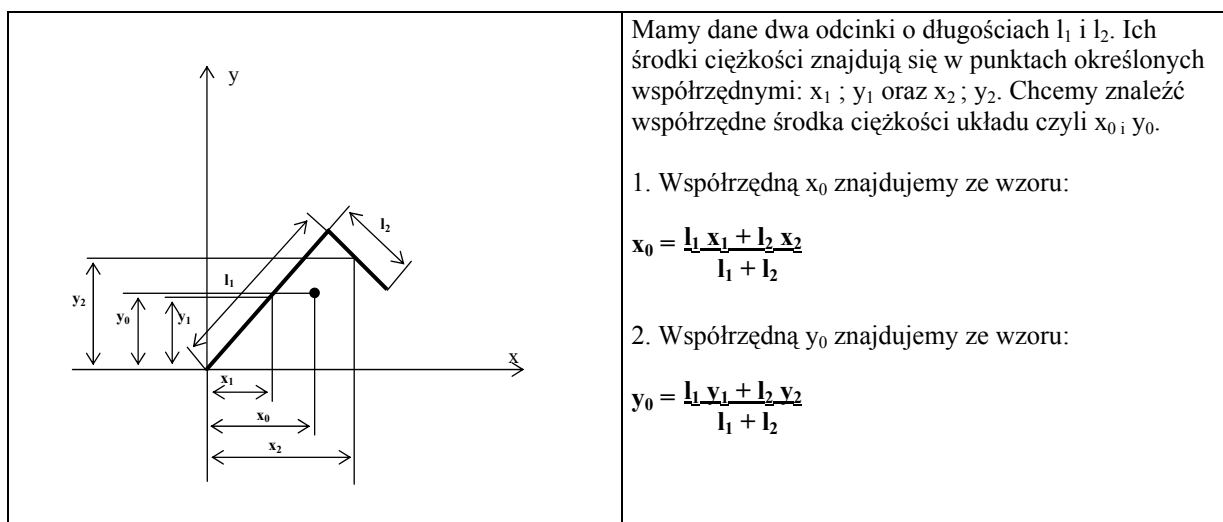 y
l₂
l₁
y₂
y₀
y₁
x
x₁
x₀
x₂
Mamy dane dwa odcinki o długościach l₁ i l₂. Ich
środki ciężkości znajdują się w punktach określonych
współrzędnymi: x₁ ; y₁ oraz x₂ ; y₂. Chcemy znaleźć
współrzędne środka ciężkości układu czyli x₀ i y₀.
1. Współrzędną x₀ znajdujemy ze wzoru:
x₀ = l₁ x₁ + l₂ x₂
l₁ + l₂
2. Współrzędną y₀ znajdujemy ze wzoru:
y₀ = l₁ y₁ + l₂ y₂
l₁ + l₂